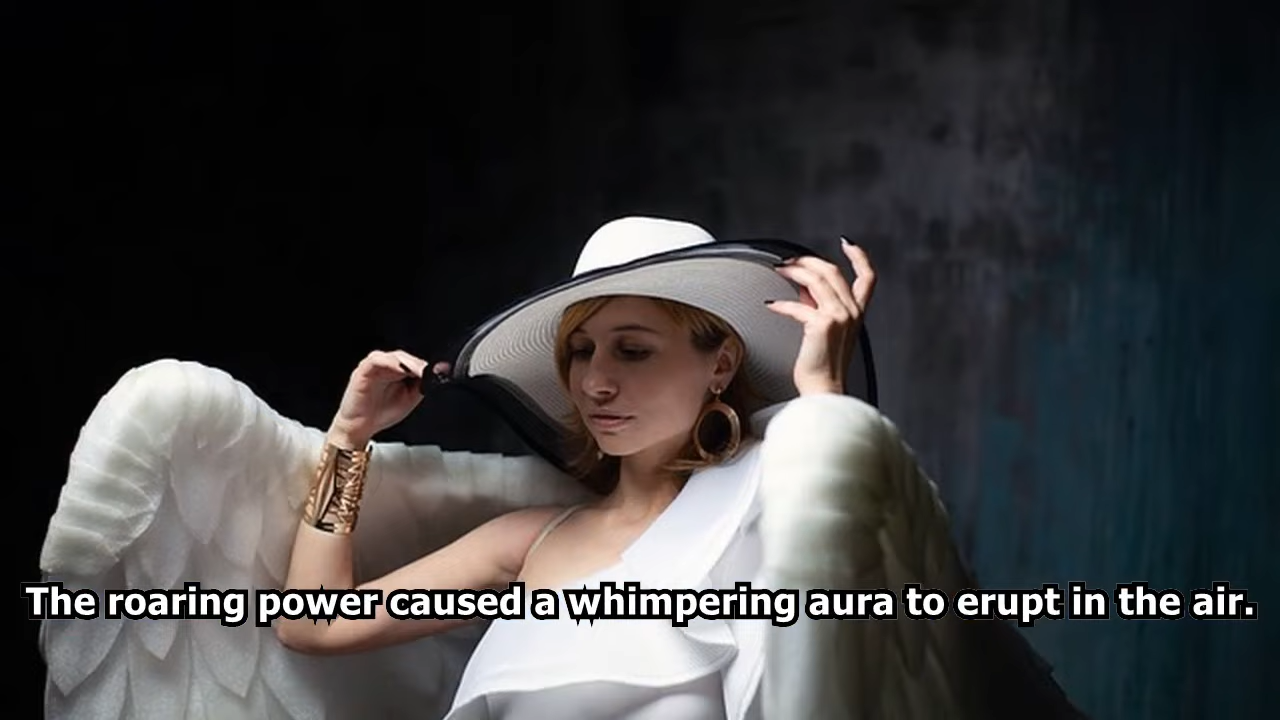 The roaring power caused a whimpering aura to erupt in the air.